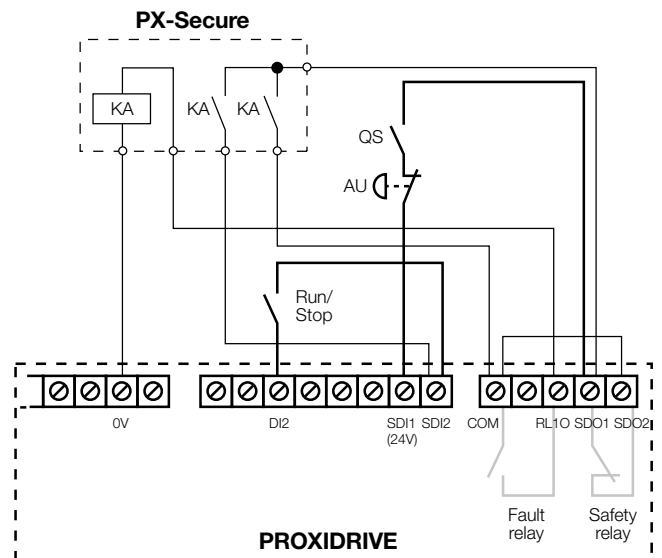 PX-Secure
KA
KA
KA
QS
AU
Run/
Stop
0V
DI2
SDI1
(24V)
SDI2
COM
RL1O
SDO1
SDO2
Fault
relay
Safety
relay
PROXIDRIVE